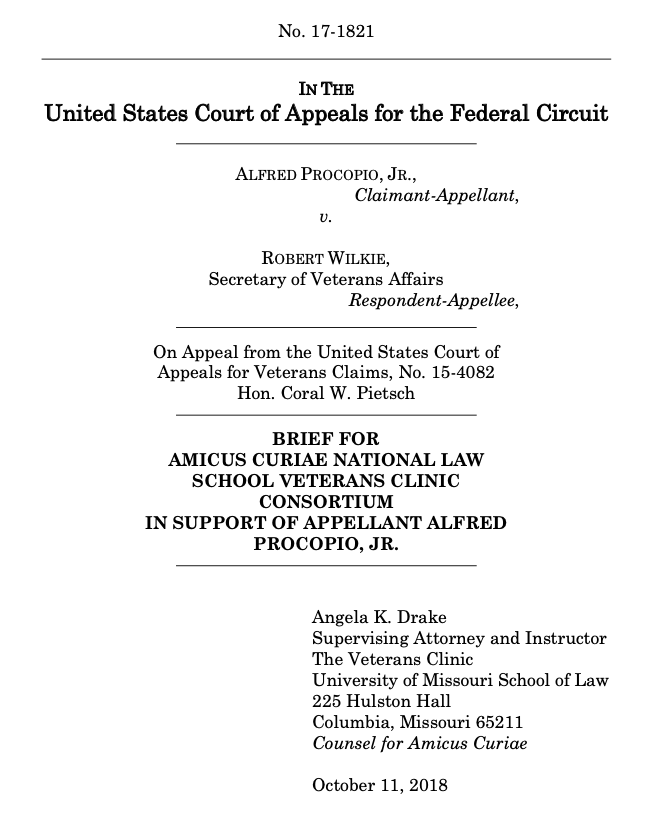 No. 17-1821
IN THE
United States Court of Appeals for the Federal Circuit
ALFRED PROCOPIO, JR.,
Claimant-Appellant,
v.
ROBERT WILKIE,
Secretary of Veterans Affairs
Respondent-Appellee,
On Appeal from the United States Court of
Appeals for Veterans Claims, No. 15-4082
Hon. Coral W. Pietsch
BRIEF FOR
AMICUS CURIAE NATIONAL LAW
SCHOOL VETERANS CLINIC
CONSORTIUM
IN SUPPORT OF APPELLANT ALFRED
PROCOPIO, JR.
Angela K. Drake
Supervising Attorney and Instructor
The Veterans Clinic
University of Missouri School of Law
225 Hulston Hall
Columbia, Missouri 65211
Counsel for Amicus Curiae
October 11, 2018